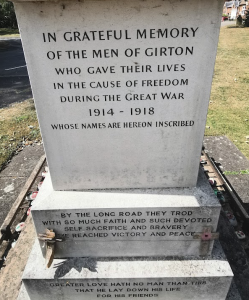 IN GRATEFUL MEMORY
OF THE MEN OF GIRTON
WHO GAVE THEIR LIVES
IN THE CAUSE OF FREEDOM
DURING THE GREAT WAR
1914 - 1918
WHOSE NAMES ARE HEREON INSCRIBED
BY THE LONG ROAD THEY TROD
WITH SO MUCH FAITH AND SUCH DEVOTED
SELF SACRIFICE AND BRAVERY
WE REACHED VICTORY AND PEACE
GREATER LOVE HATH NO MAN THAN THIS
THAT HE LAY DOWN HIS LIFE
FOR HIS FRIENDS